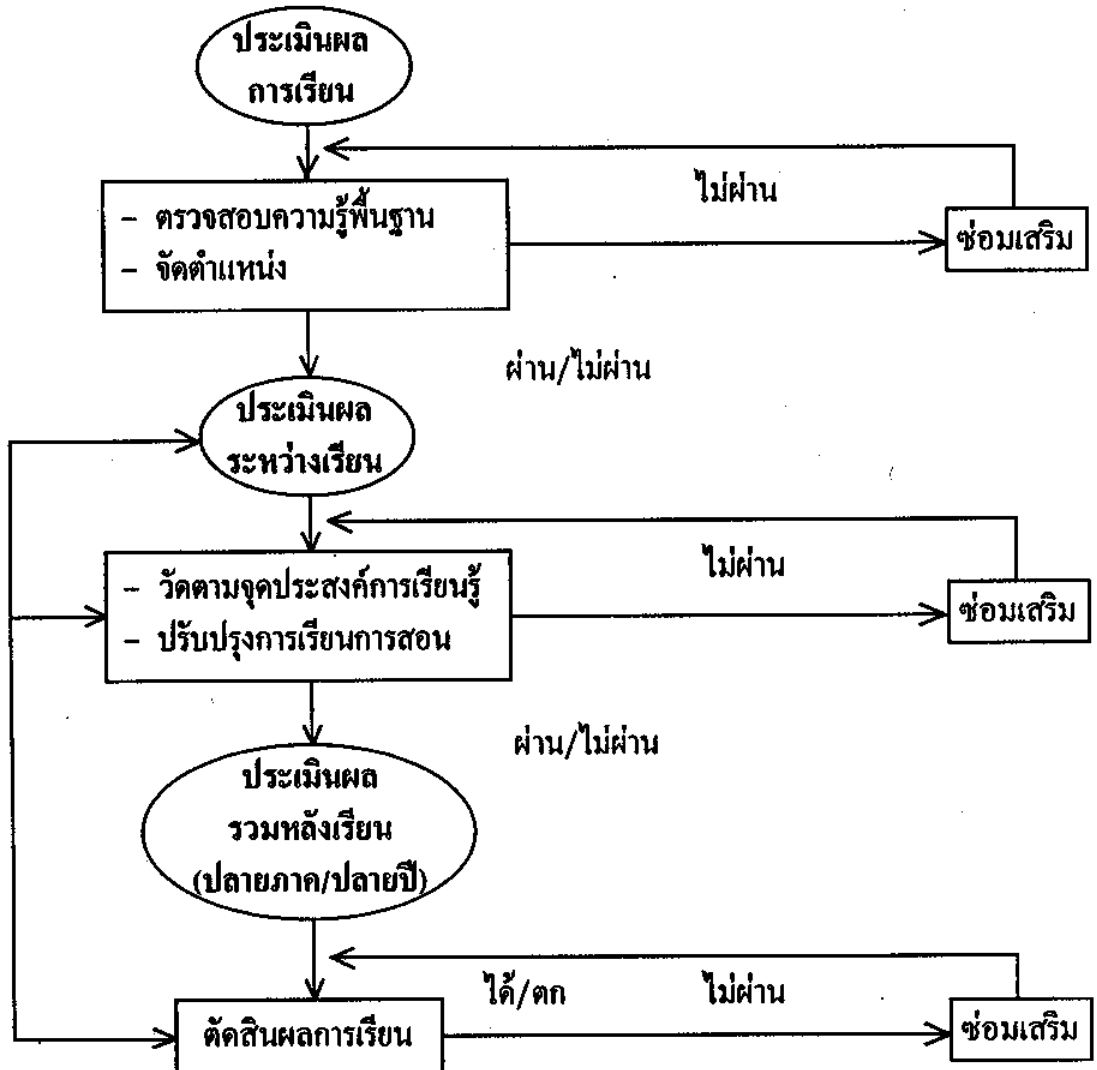 ประเมินผล
การเรียน
ไม่ผ่าน
– ตรวจสอบความรู้พื้นฐาน
ซ่อมเสริม
– จัดตำแหน่ง
ผ่าน/ไม่ผ่าน
ประเมินผล
ระหว่างเรียน
ไม่ผ่าน
– วัดตามจุดประสงค์การเรียนรู้
ซ่อมเสริม
– ปรับปรุงการเรียนการสอน
ผ่าน/ไม่ผ่าน
ประเมินผล
รวมหลังเรียน
(ปลายภาค/ปลายปี)
ได้/ตก ไม่ผ่าน
ตัดสินผลการเรียน
ซ่อมเสริม